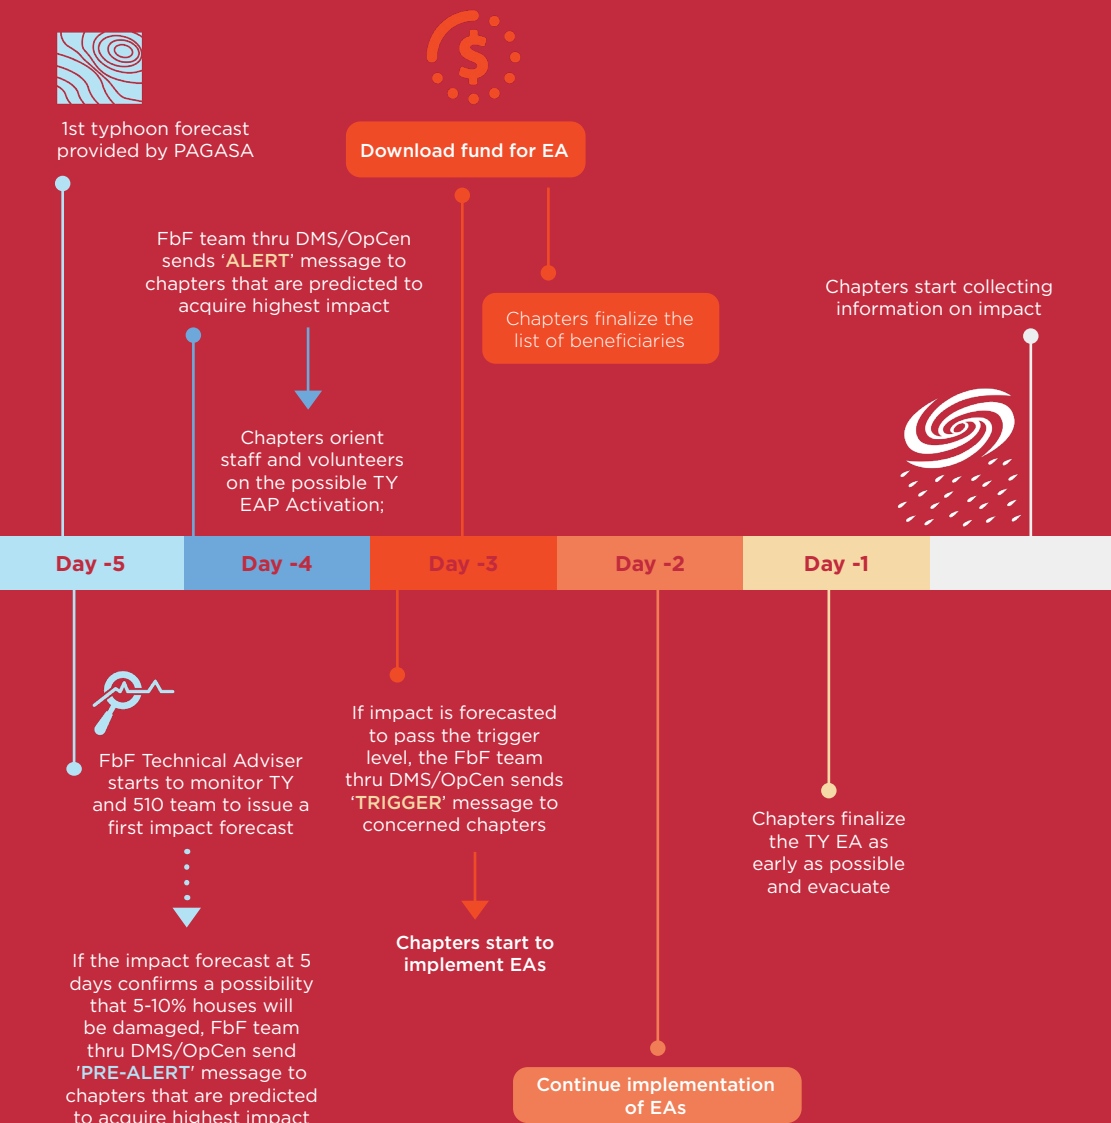 1st typhoon forecast
provided by PAGASA
Download fund for EA
FbF team thru DMS/OpCen
sends ‘ALERT’ message to
chapters that are predicted to
acquire highest impact
Chapters finalize the
list of beneficiaries
Chapters start collecting
information on impact
Chapters orient
staff and volunteers
on the possible TY
EAP Activation;
Day -5
Day -4
Day -3
Day -2
Day -1
FbF Technical Adviser
starts to monitor TY
and 510 team to issue a
first impact forecast
If the impact forecast at 5
days confirms a possibility
that 5-10% houses will
be damaged, FbF team
thru DMS/OpCen send
'PRE-ALERT' message to
chapters that are predicted
to acquire highest impact
If impact is forecasted
to pass the trigger
level, the FbF team
thru DMS/OpCen sends
‘TRIGGER’ message to
concerned chapters
Chapters start to
implement EAs
Continue implementation
of EAs
Chapters finalize
the TY EA as
early as possible
and evacuate